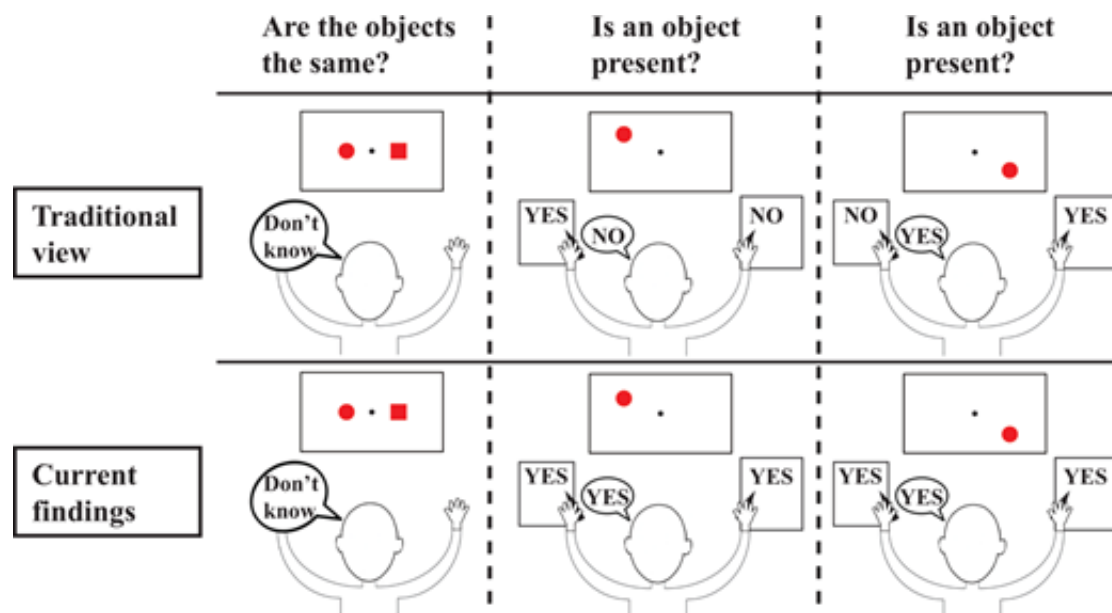 Are the objects
the same?
Is an object
present?
Is an object
present?
Traditional
view
Don't
know
YES
NO
NO
NO
YES
YES
Current
findings
Don't
know
YES
YES
YES
YES
YES
YES